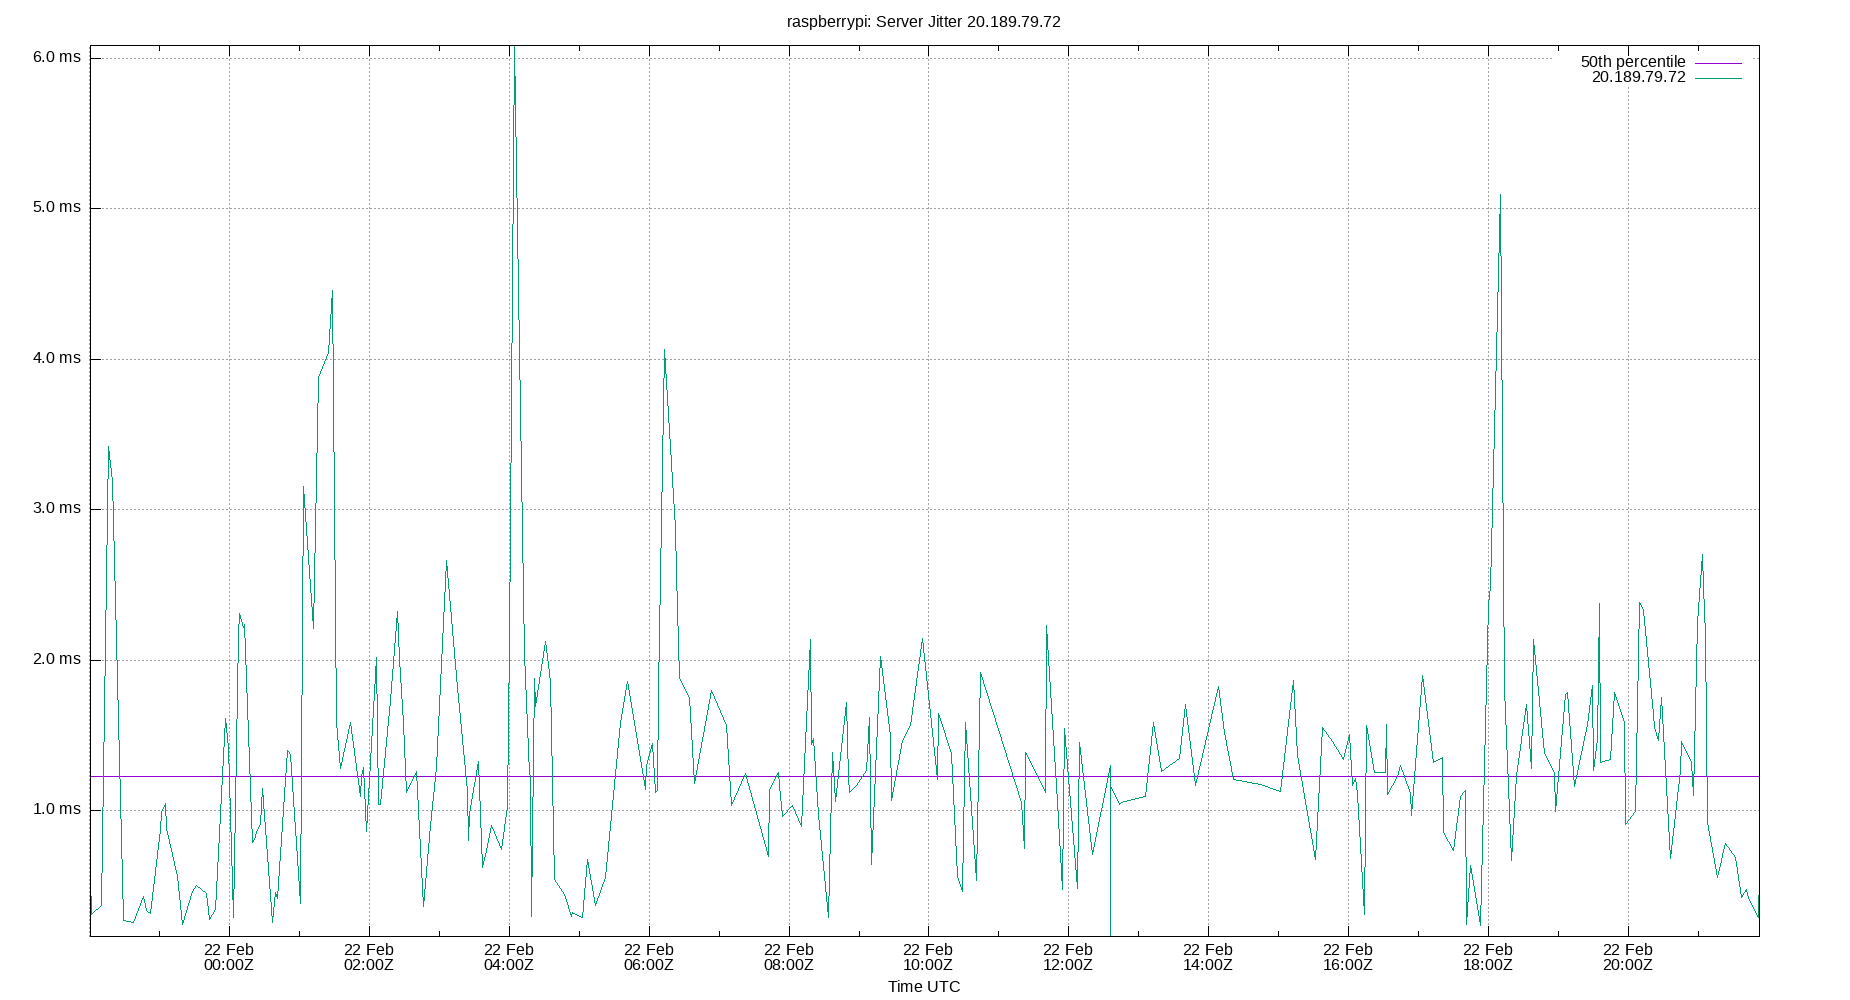 raspberrypi: Server Jitter 20.189.79.72
6.0 ms
5.0 ms
4.0 ms
3.0 ms
2.0 ms
1.0 ms
50th percentile
20.189.79.72
22 Feb
00:00Z
22 Feb
02:00Z
22 Feb
04:00Z
22 Feb
06:00Z
22 Feb
08:00Z
22 Feb
10:00Z
22 Feb
12:00Z
22 Feb
14:00Z
22 Feb
16:00Z
22 Feb
18:00Z
22 Feb
20:00Z
Time UTC